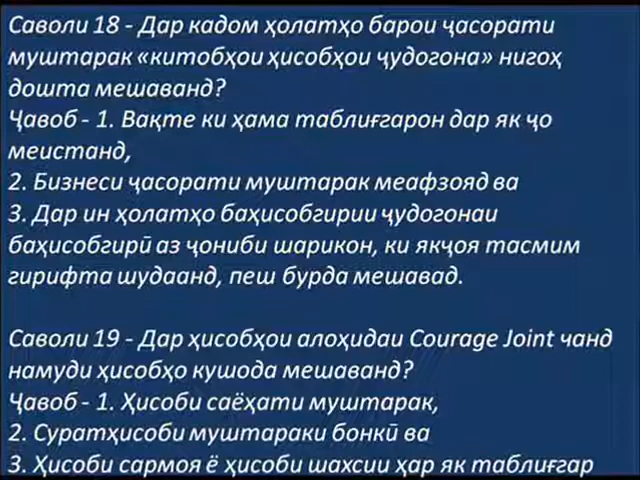 Саволи 18 - Дар кадом ҳолатҳо барои ҷасорати
муштарак «китобҳои ҳисобҳои ҷудогона» нигоҳ
дошта мешаванд?
Ҷавоб - 1. Вақте ки ҳама таблиғгарон дар як ҷо
меистанд,
2. Бизнеси ҷасорати муштарак меафзояд ва
3. Дар ин ҳолатҳо баҳисобгирии ҷудогонаи
баҳисобгирӣ аз ҷониби шарикон, ки якҷоя тасмим
гирифта шудаанд, пеш бурда мешавад.
Саволи 19 - Дар ҳисобҳои алоҳидаи Courage Joint чанд
намуди ҳисобҳо кушода мешаванд?
Ҷавоб - 1. Ҳисоби саёҳати муштарак,
2. Суратҳисоби муштараки бонкӣ ва
3. Ҳисоби сармоя ё ҳисоби шахсии ҳар як таблиғгар